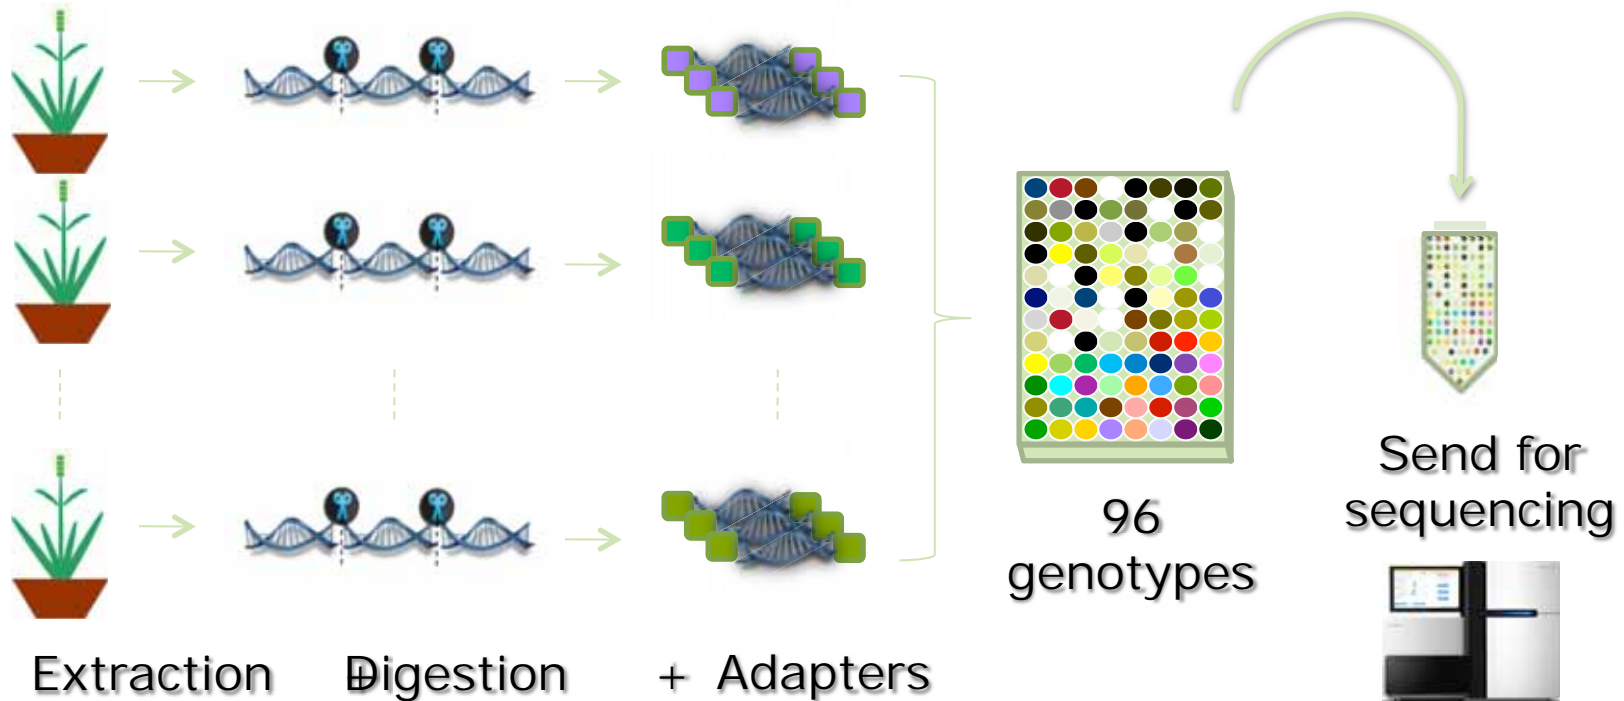 Send for
sequencing
96
genotypes
Extraction + Digestion + Adapters